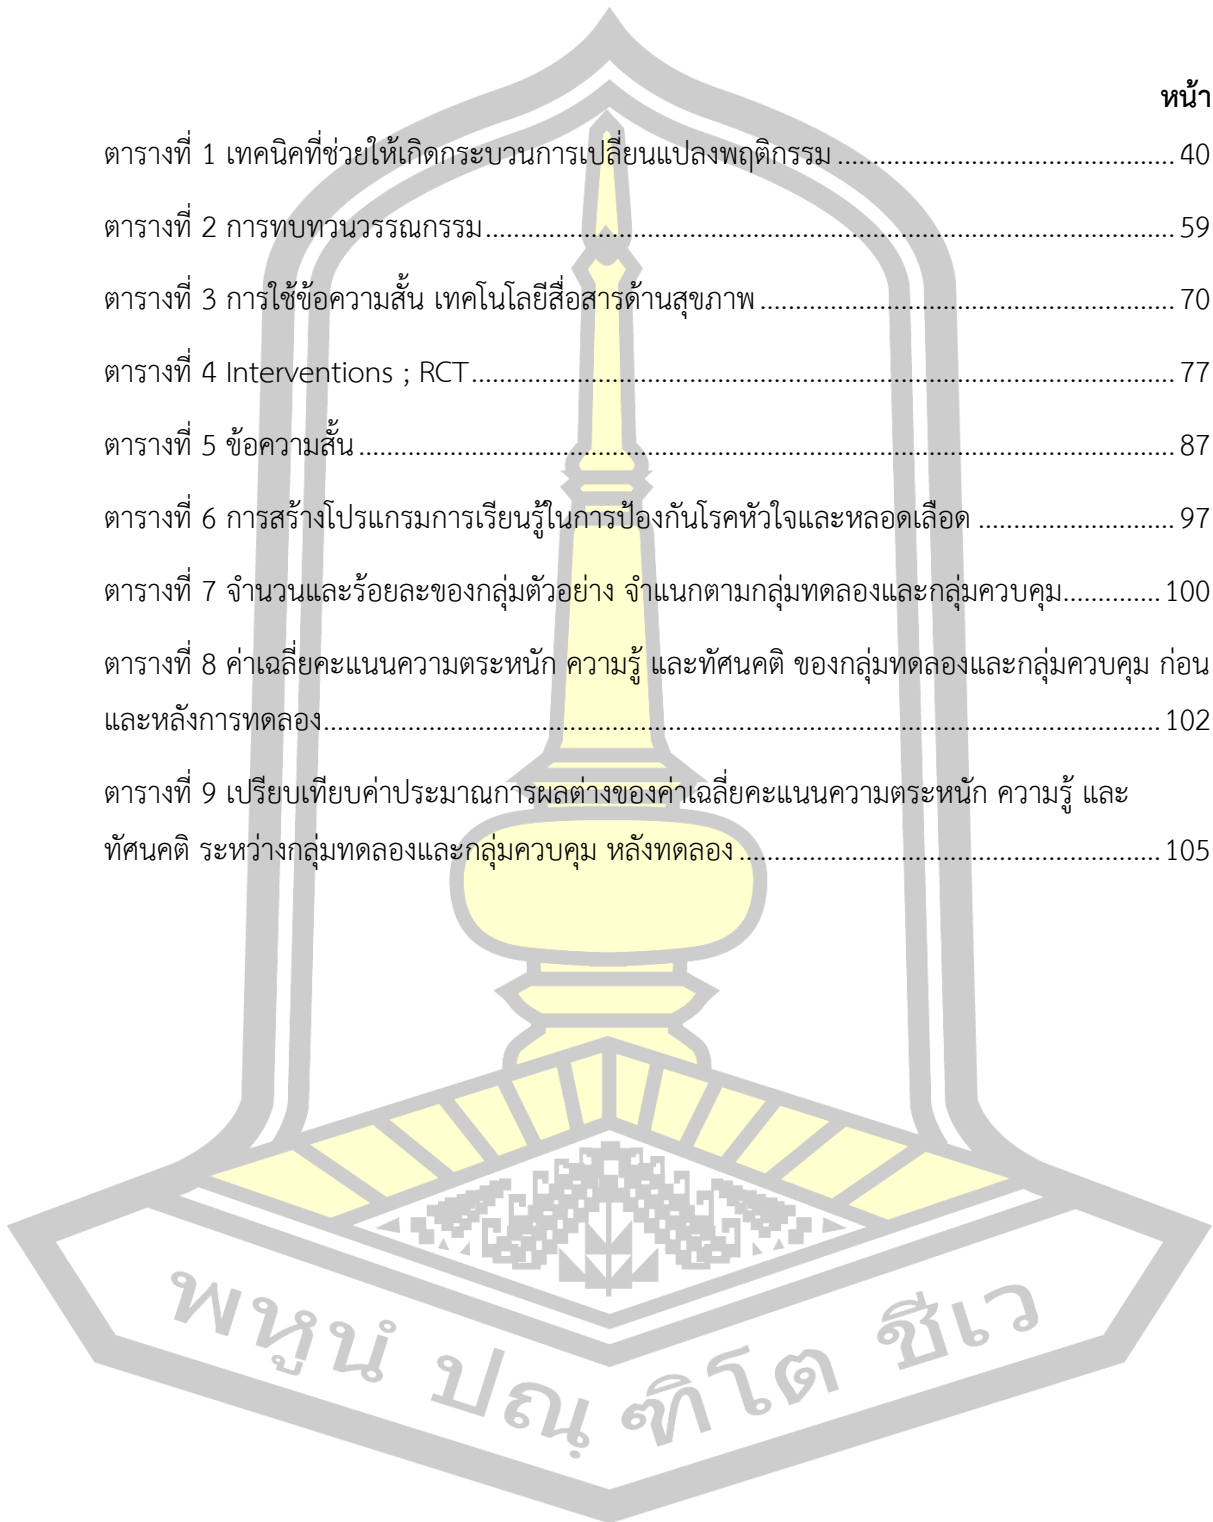 หน้า
ตารางที่ 1 เทคนิคที่ช่วยให้เกิดกระบวนการเปลี่ยนแปลงพฤติกรรม ........................................ 40
ตารางที่ 2 การทบทวนวรรณกรรม.................................................................................. 59
ตารางที่ 3 การใช้ข้อความสั้น เทคโนโลยีสื่อสารด้านสุขภาพ ................................................. 70
ตารางที่ 4 Interventions ; RCT.................................................................................... 77
ตารางที่ 5 ข้อความสั้น ................................................................................................. 87
ตารางที่ 6 การสร้างโปรแกรมการเรียนรู้ในการป้องกันโรคหัวใจและหลอดเลือด ........................ 97
ตารางที่ 7 จำนวนและร้อยละของกลุ่มตัวอย่าง จำแนกตามกลุ่มทดลองและกลุ่มควบคุม.............. 100
ตารางที่ 8 ค่าเฉลี่ยคะแนนความตระหนัก ความรู้ และทัศนคติ ของกลุ่มทดลองและกลุ่มควบคุม ก่อน
และหลังการทดลอง.................................................................................................... 102
ตารางที่ 9 เปรียบเทียบค่าประมาณการผลต่างของค่าเฉลี่ยคะแนนความตระหนัก ความรู้ และ
ทัศนคติ ระหว่างกลุ่มทดลองและกลุ่มควบคุม หลังทดลอง .................................................. 105
พหูนํ ปณฺ ฑิโต ชีเว